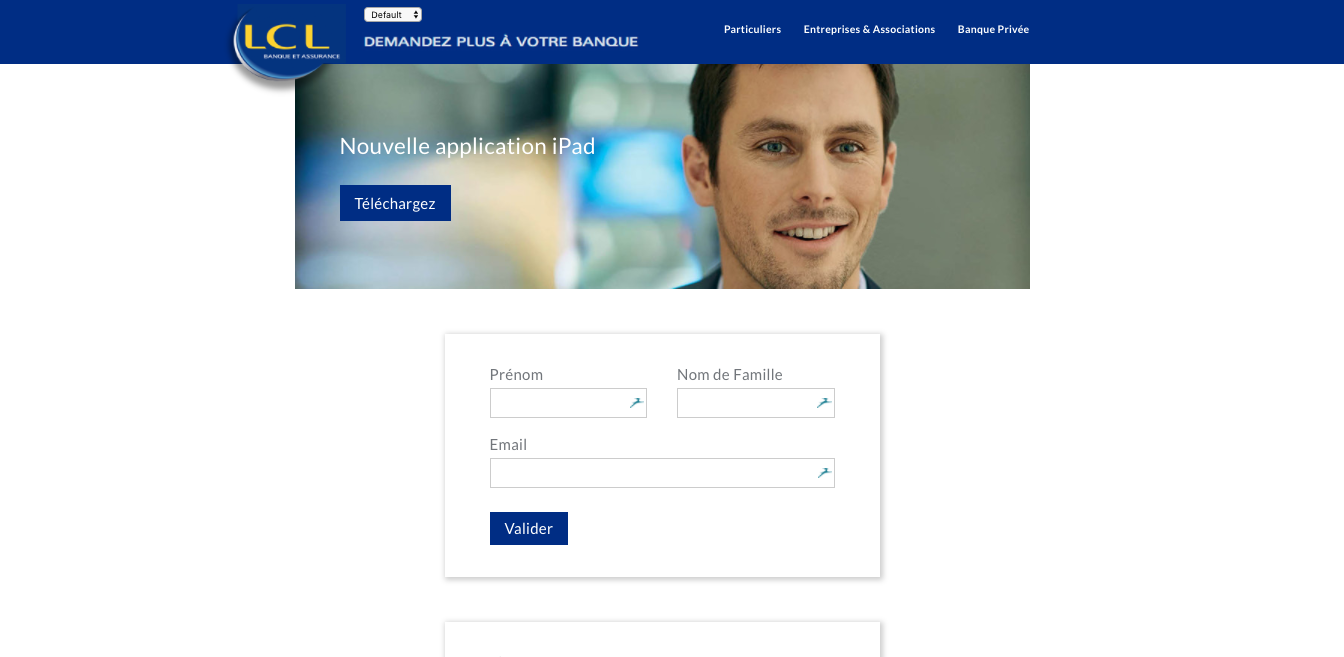 LCL
BANQUE ET ASSURANCE
Default
DEMANDEZ PLUS À VOTRE BANQUE
Particuliers
Entreprises & Associations
Banque Privée
Nouvelle application iPad
Téléchargez
Prénom
Nom de Famille
Email
Valider